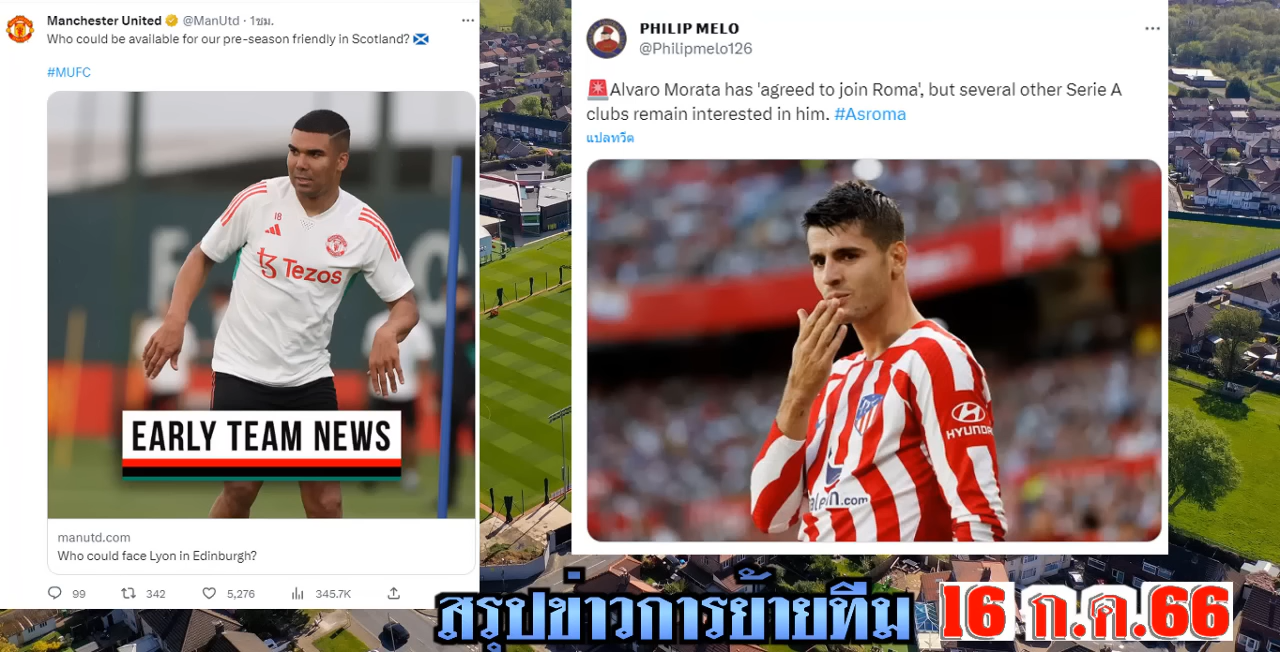 Manchester United @ManUtd · 1ชม.
Who could be available for our pre-season friendly in Scotland?
#MUFC
18
Tezos
EARLY TEAM NEWS
manutd.com
Who could face Lyon in Edinburgh?
99 342 5,276 345.7K
PHILIP MELO
@Philipmelo126
Alvaro Morata has 'agreed to join Roma', but several other Serie A
clubs remain interested in him. #Asroma
แปลทวีต
HYUNDAI
สรุปข่าวการย้ายทีม 16 ก.ค.66